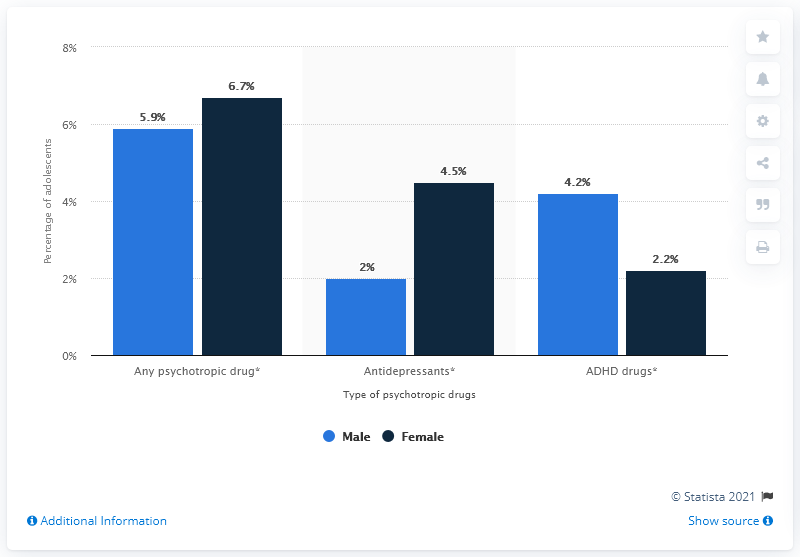 8%
6%
4%
2%
0%
Percentage of adolescents
5.9%
6.7%
2%
4.5%
4.2%
2.2%
Any psychotropic drug*
Antidepressants*
ADHD drugs*
Type of psychotropic drugs
Male
Female
© Statista 2021
Additional Information
Show source